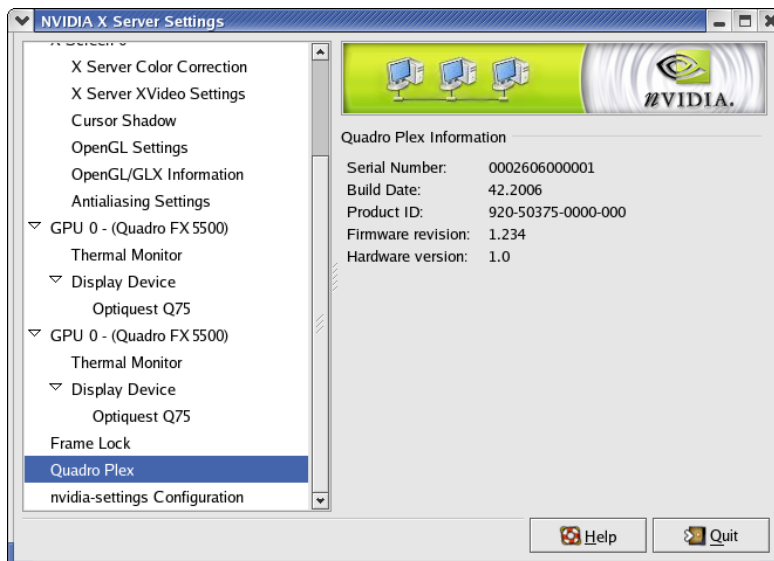 NVIDIA X Server Settings
X Screen 0
X Server Color Correction
X Server XVideo Settings
Cursor Shadow
OpenGL Settings
OpenGL/GLX Information
Antialiasing Settings
GPU 0 - (Quadro FX 5500)
Thermal Monitor
Display Device
Optiquest Q75
GPU 0 - (Quadro FX 5500)
Thermal Monitor
Display Device
Optiquest Q75
Frame Lock
Quadro Plex
nvidia-settings Configuration
nVIDIA.
Quadro Plex Information
Serial Number: 0002606000001
Build Date: 42.2006
Product ID: 920-50375-0000-000
Firmware revision: 1.234
Hardware version: 1.0
Help
Quit